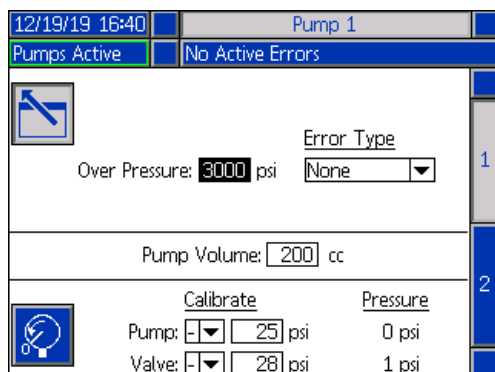 12/19/19 16:40 Pump 1
Pumps Active No Active Errors
Error Type
Over Pressure: 3000 psi None
1
Pump Volume: 200 cc
2
Calibrate Pressure
Pump: - 25 psi 0 psi
Valve: - 28 psi 1 psi